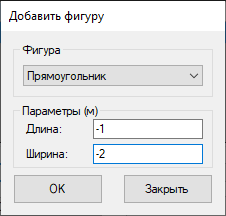 Добавить фигуру
Фигура
Прямоугольник
Параметры (м)
Длина: -1
Ширина: -2
OK Закрыть